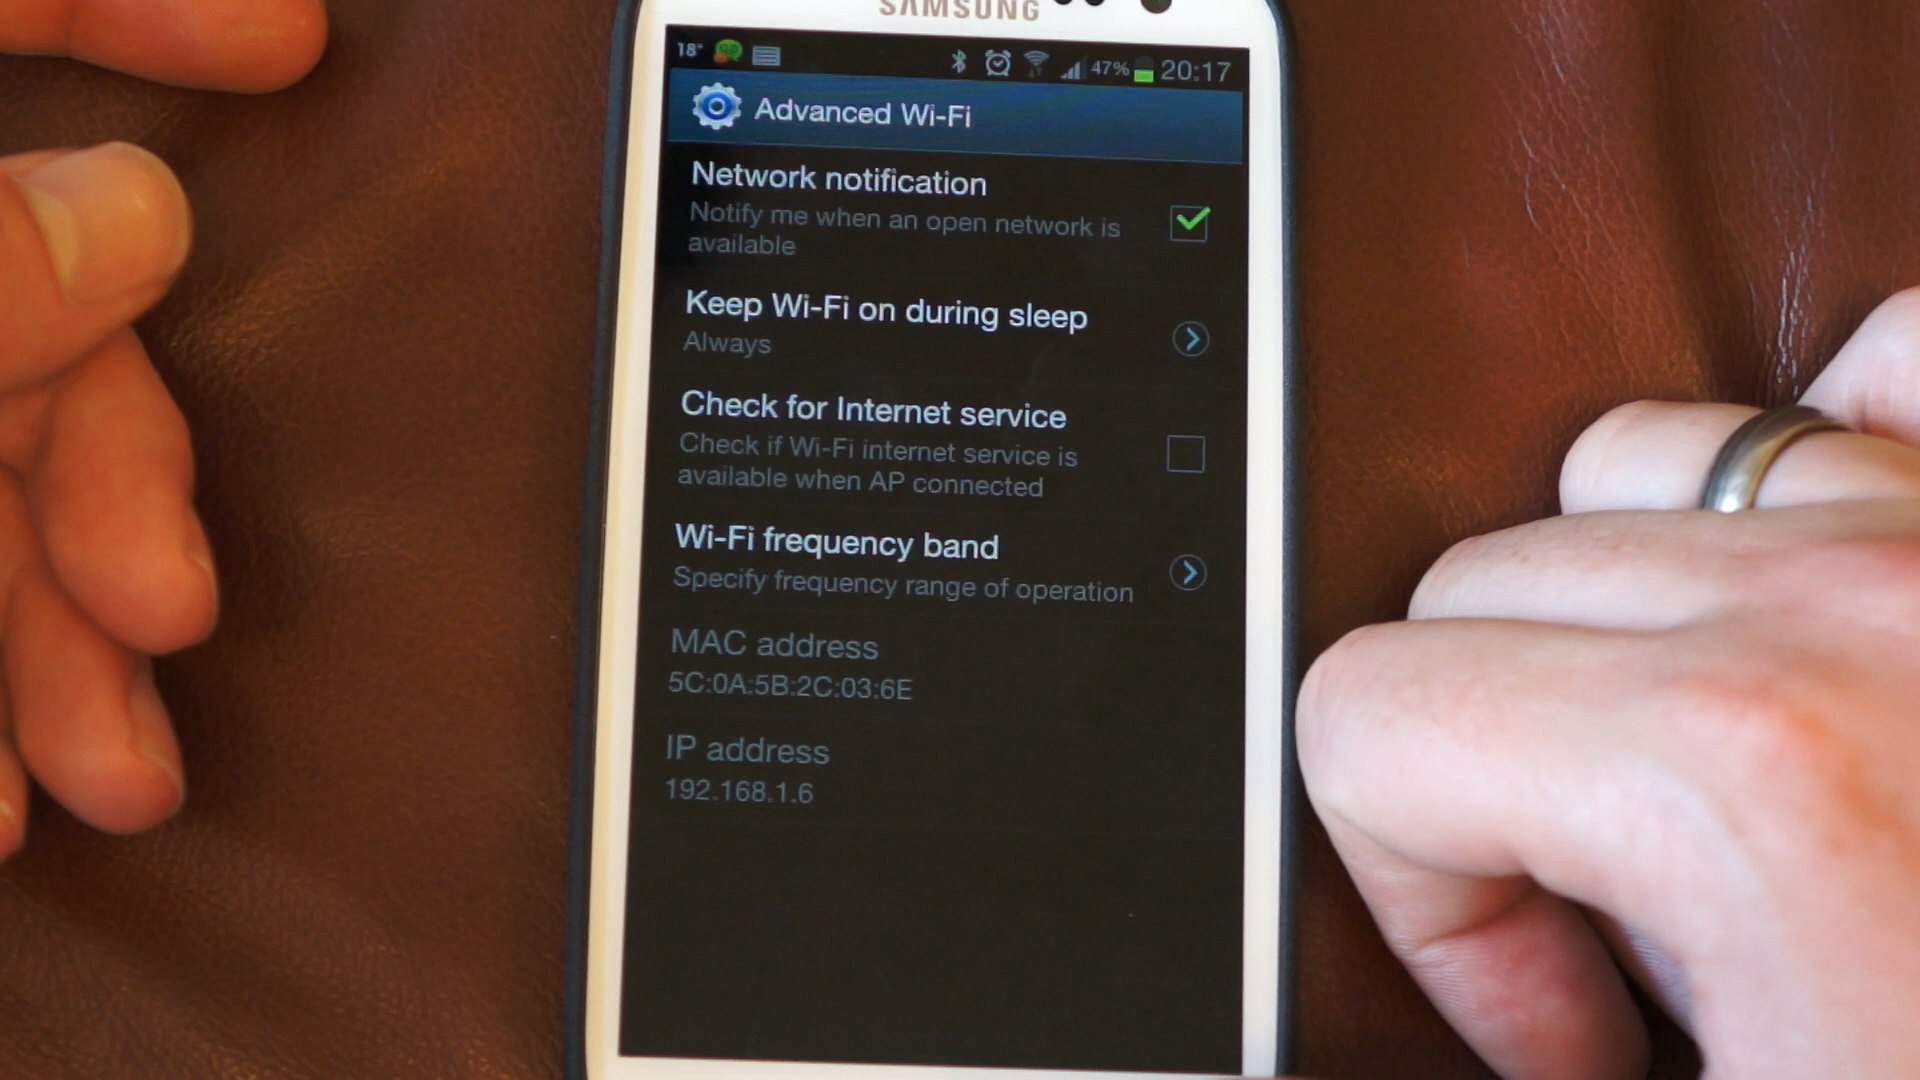 SAMSUNG
18° 47% 20:17
Advanced Wi-Fi
Network notification
Notify me when an open network is
available
Keep Wi-Fi on during sleep
Always
Check for Internet service
Check if Wi-Fi internet service is
available when AP connected
Wi-Fi frequency band
Specify frequency range of operation
MAC address
5C:0A:5B:2C:03:6E
IP address
192.168.1.6